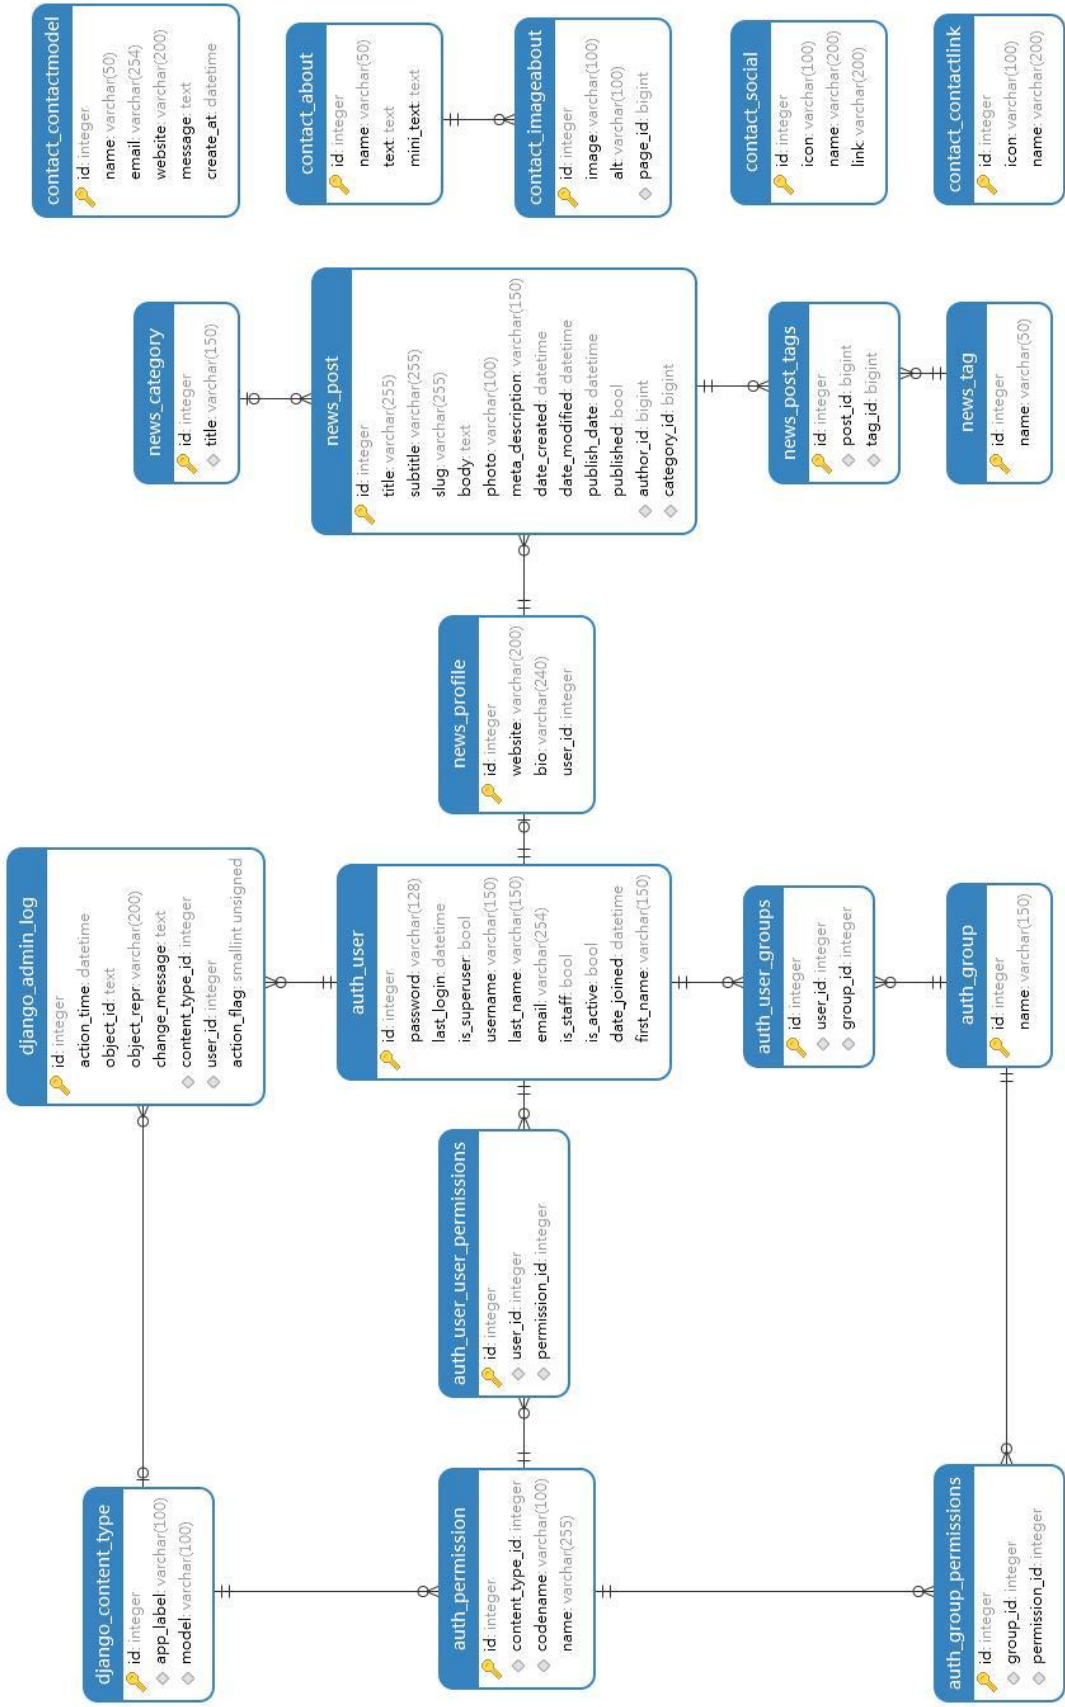 django_content_type
id: integer
app_label: varchar(100)
model: varchar(100)
django_admin_log
id: integer
action_time: datetime
object_id: text
object_repr: varchar(200)
change_message: text
content_type_id: integer
user_id: integer
action_flag: smallint unsigned
news_category
id: integer
title: varchar(150)
contact_contactmodel
id: integer
name: varchar(50)
email: varchar(254)
website: varchar(200)
message: text
create_at: datetime
contact_about
id: integer
name: varchar(50)
text: text
mini_text: text
auth_permission
id: integer
content_type_id: integer
codename: varchar(100)
name: varchar(255)
auth_user_user_permissions
id: integer
user_id: integer
permission_id: integer
auth_user
id: integer
password: varchar(128)
last_login: datetime
is_superuser: bool
username: varchar(150)
last_name: varchar(150)
email: varchar(254)
is_staff: bool
is_active: bool
date_joined: datetime
first_name: varchar(150)
news_profile
id: integer
website: varchar(200)
bio: varchar(240)
user_id: integer
news_post
id: integer
title: varchar(255)
subtitle: varchar(255)
slug: varchar(255)
body: text
photo: varchar(100)
meta_description: varchar(150)
date_created: datetime
date_modified: datetime
publish_date: datetime
published: bool
author_id: bigint
category_id: bigint
contact_imageabout
id: integer
image: varchar(100)
alt: varchar(100)
page_id: bigint
auth_user_groups
id: integer
user_id: integer
group_id: integer
news_post_tags
id: integer
post_id: bigint
tag_id: bigint
contact_social
id: integer
icon: varchar(100)
name: varchar(200)
link: varchar(200)
auth_group_permissions
id: integer
group_id: integer
permission_id: integer
auth_group
id: integer
name: varchar(150)
news_tag
id: integer
name: varchar(50)
contact_contactlink
id: integer
icon: varchar(100)
name: varchar(200)